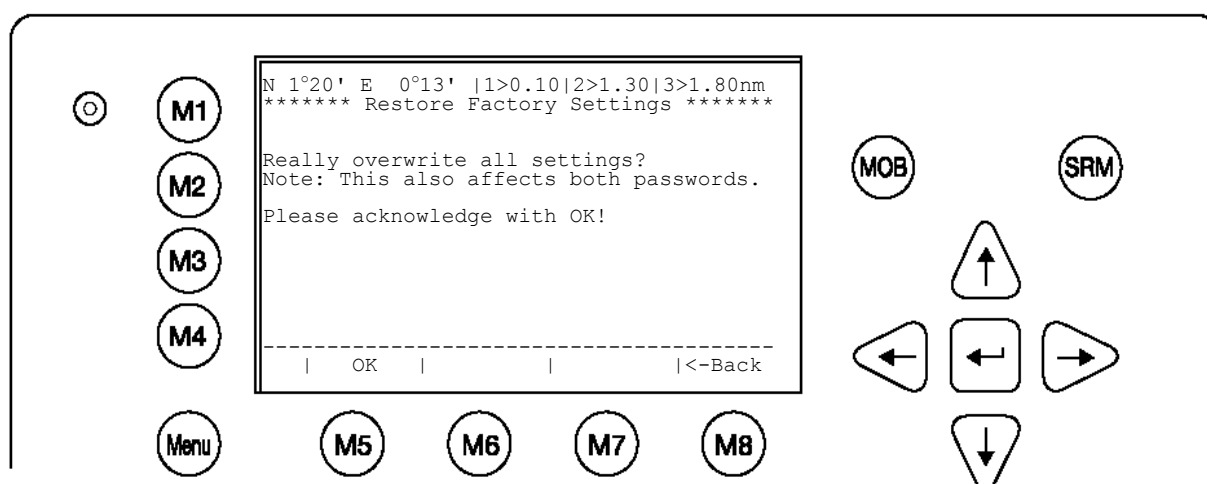 N 1°20' E  0°13' |1>0.10|2>1.30|3>1.80nm
******* Restore Factory Settings *******
Really overwrite all settings?
Note: This also affects both passwords.
Please acknowledge with OK!
----------------------------------------
| OK | | |<-Back
M1
M2
M3
M4
Menu
M5
M6
M7
M8
MOB
SRM